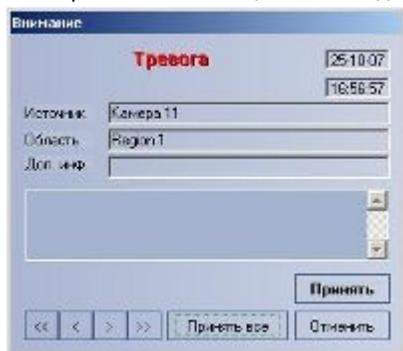 Внимание
Тревога 25-10-07
16:56:57
Источник Камера 11
Область Region 1
Доп. инф.
Принять
<< < > >> Принять все Отменить